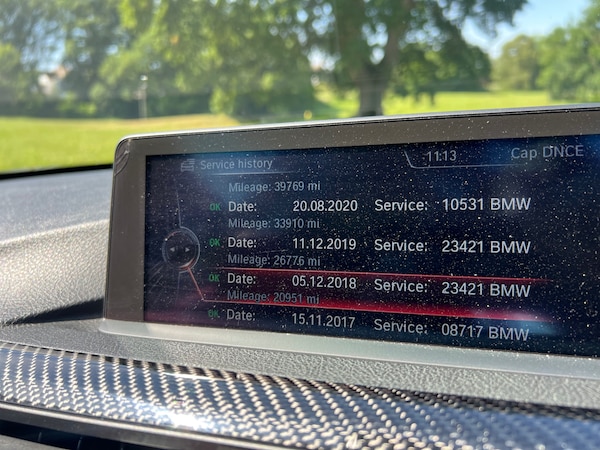 Service history 11:13 Cap DNCE
Mileage: 39769 mi
OK Date: 20.08.2020 Service: 10531 BMW
Mileage: 33910 mi
OK Date: 11.12.2019 Service: 23421 BMW
Mileage: 26776 mi
OK Date: 05.12.2018 Service: 23421 BMW
Mileage: 20951 mi
OK Date: 15.11.2017 Service: 08717 BMW